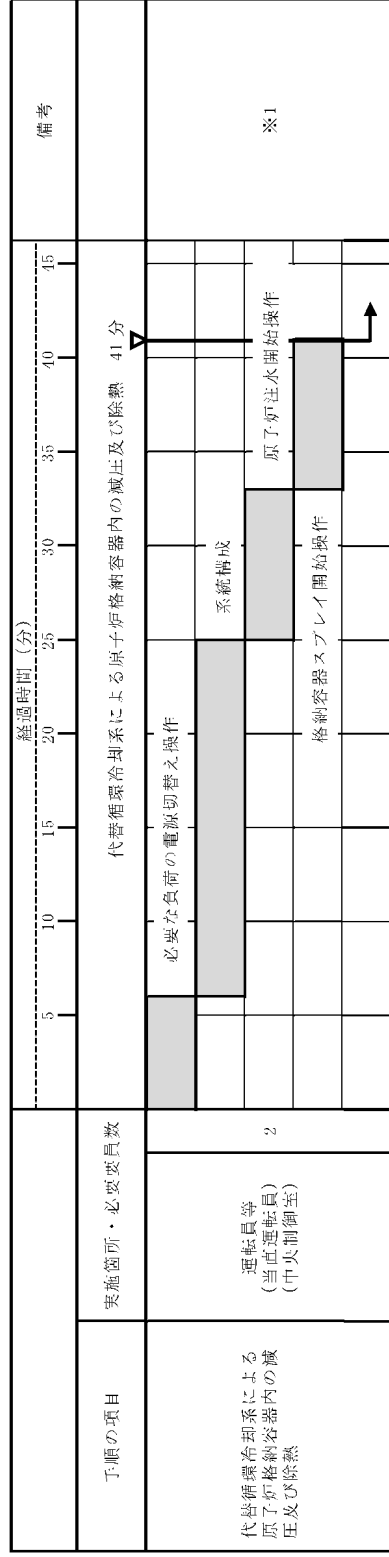 経過時間（分）
備考
5 10 15 20 25 30 35 40 45
手順の項目
実施箇所・必要要員数
代替循環冷却系による原子炉格納容器内の減圧及び除熱 41 分
代替循環冷却系による
原子炉格納容器内の減
圧及び除熱
運転員等
(当直運転員)
(中央制御室)
2
必要な負荷の電源切替え操作
系統構成
原子炉注水開始操作
格納容器スプレイ開始操作
※1